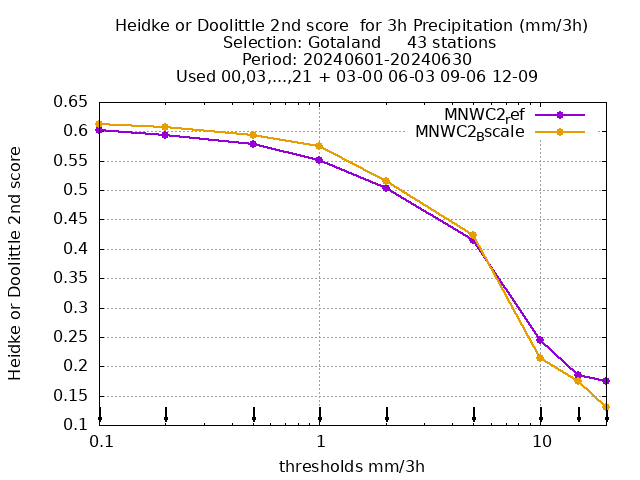 Heidke or Doolittle 2nd score  for 3h Precipitation (mm/3h)
Selection: Gotaland     43 stations
Period: 20240601-20240630
Used 00,03,...,21 + 03-00 06-03 09-06 12-09
MNWC2ref
MNWC2Bscale
Heidke or Doolittle 2nd score
0.65
0.6
0.55
0.5
0.45
0.4
0.35
0.3
0.25
0.2
0.15
0.1
0.1 1 10
thresholds mm/3h